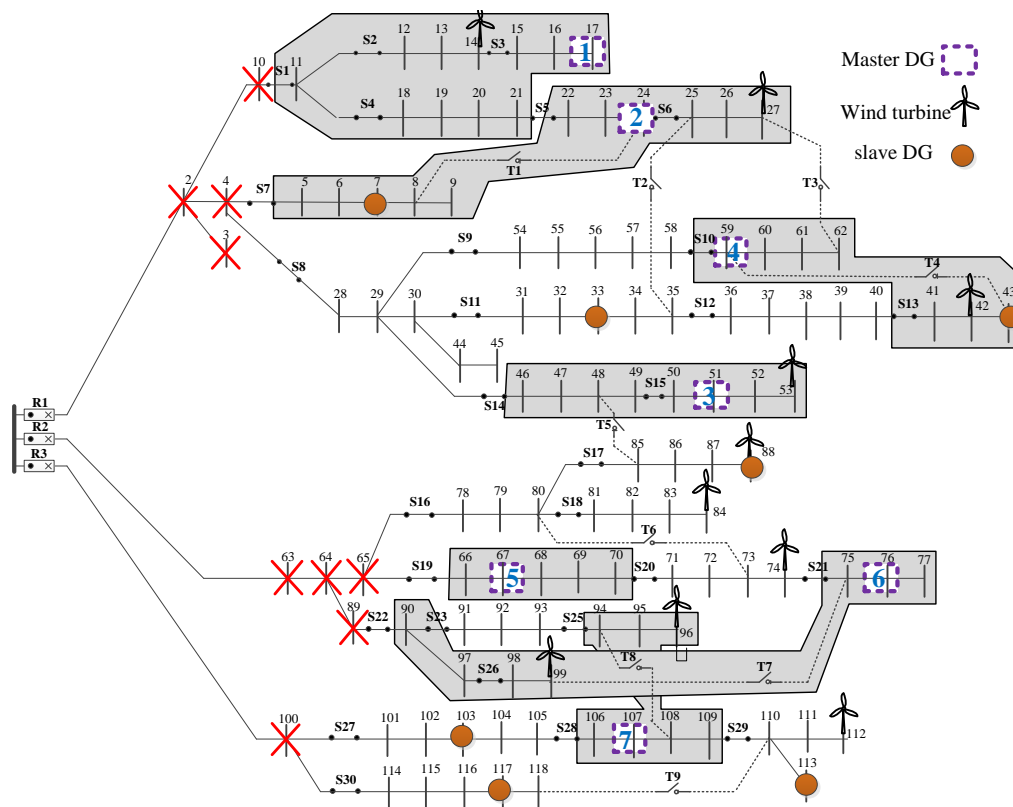 10 S1 11 S2 12 13 14 S3 15 16 17
1
Master DG
S4 18 19 20 21 S5 22 23 24 S6 25 26 27
2
Wind turbine
slave DG
T1 T2 T3
2 4 S7 5 6 7 8 9
3
S8
S9 54 55 56 57 58 S10 59 60 61 62
4
T4
28 29 30 S11 31 32 33 34 35 S12 36 37 38 39 40 S13 41 42 43
44 45
S14 46 47 48 49 S15 50 51 52 53
3
T5
R1
R2
R3
S17 85 86 87 88
S16 78 79 80 S18 81 82 83 84
T6
63 64 65 S19 66 67 68 69 70 S20 71 72 73 74 S21 75 76 77
5 6
89 S22 90 S23 91 92 93 S25 94 95 96
T8 T7
97 S26 98 99
100 S27 101 102 103 104 105 S28 106 107 108 109 S29 110 111 112
7
S30 114 115 116 117 118 T9 113